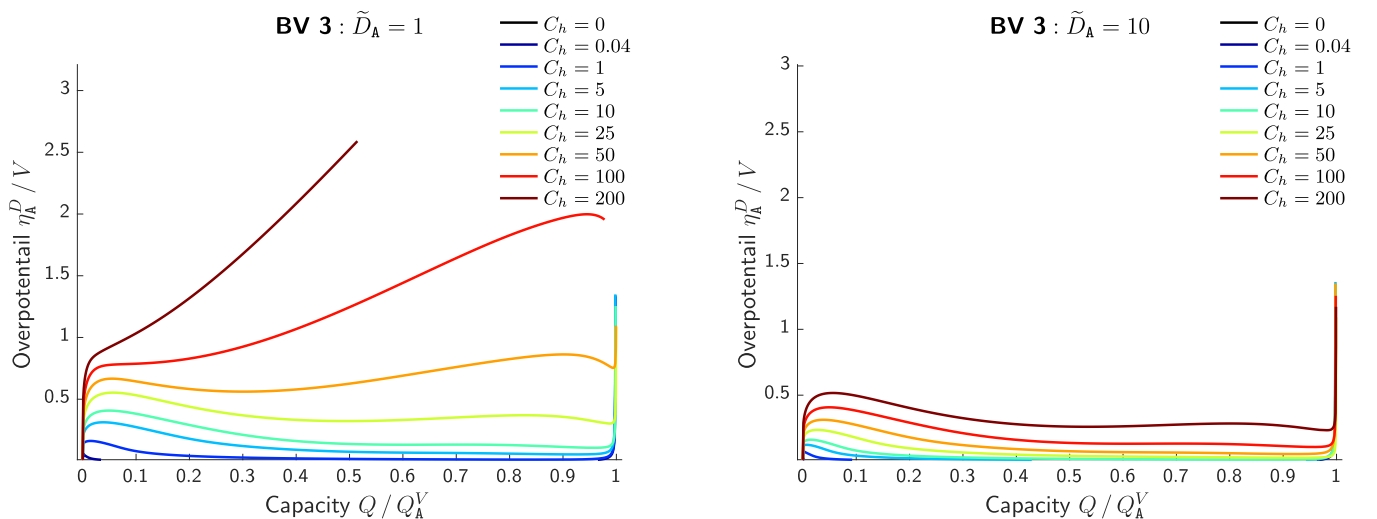 BV 3 : D̃_A = 1
C_h = 0
C_h = 0.04
C_h = 1
C_h = 5
C_h = 10
C_h = 25
C_h = 50
C_h = 100
C_h = 200
Overpotentail η_A^D / V
3
2.5
2
1.5
1
0.5
0 0.1 0.2 0.3 0.4 0.5 0.6 0.7 0.8 0.9 1
Capacity Q / Q_A^V
BV 3 : D̃_A = 10
C_h = 0
C_h = 0.04
C_h = 1
C_h = 5
C_h = 10
C_h = 25
C_h = 50
C_h = 100
C_h = 200
Overpotentail η_A^D / V
3
2.5
2
1.5
1
0.5
0 0.1 0.2 0.3 0.4 0.5 0.6 0.7 0.8 0.9 1
Capacity Q / Q_A^V